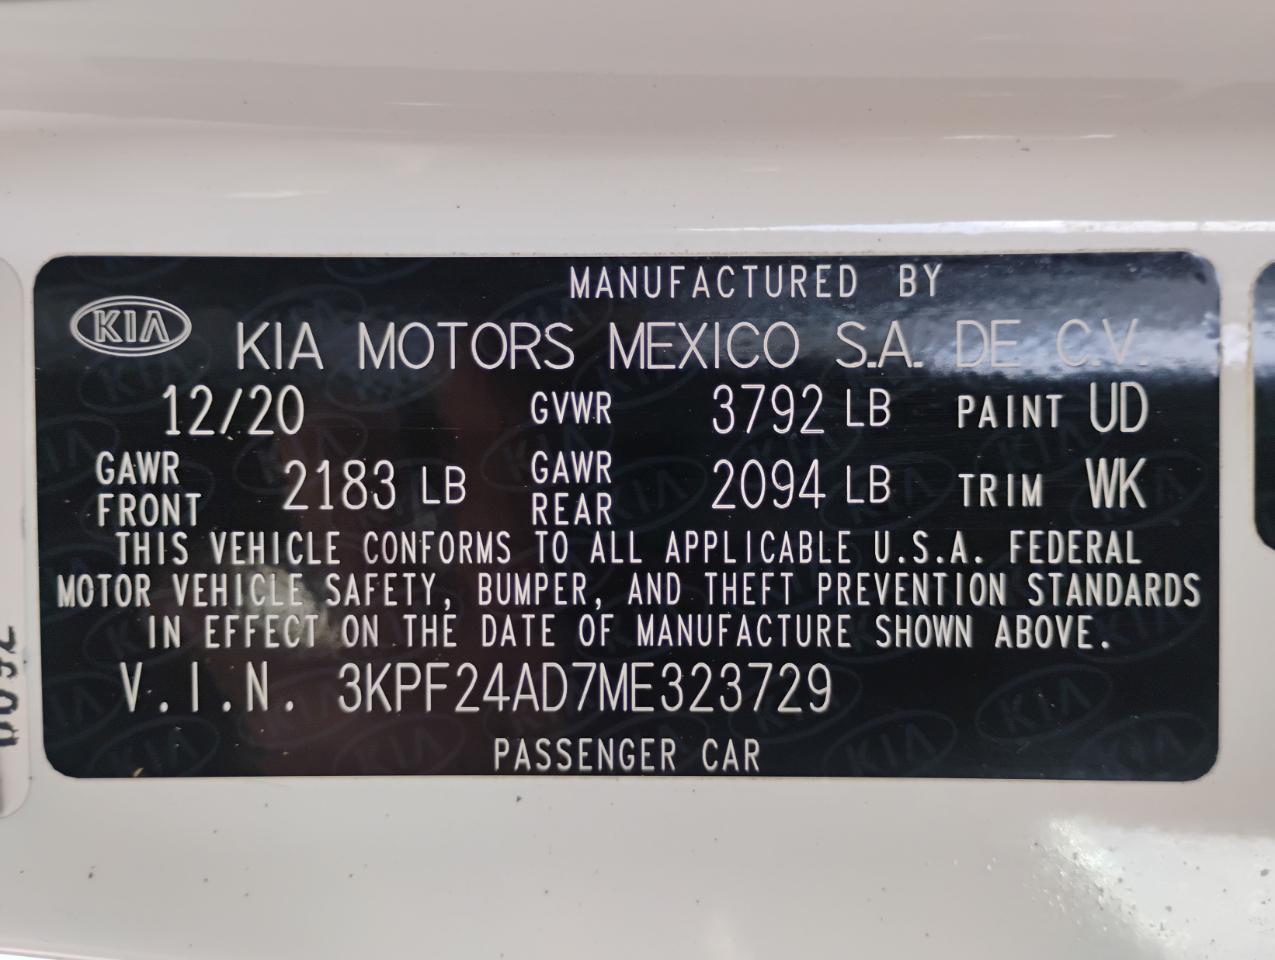 MANUFACTURED BY
KIA KIA MOTORS MEXICO S.A. DE C.V.
12/20 GVWR 3792 LB PAINT UD
GAWR FRONT 2183 LB GAWR REAR 2094 LB TRIM WK
THIS VEHICLE CONFORMS TO ALL APPLICABLE U.S.A. FEDERAL
MOTOR VEHICLE SAFETY, BUMPER, AND THEFT PREVENTION STANDARDS
IN EFFECT ON THE DATE OF MANUFACTURE SHOWN ABOVE.
V.I.N. 3KPF24AD7ME323729
PASSENGER CAR